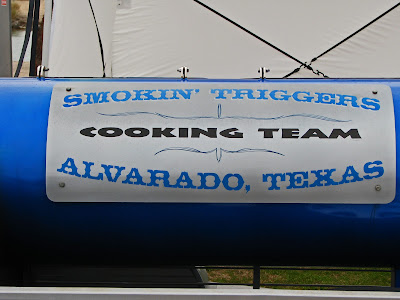 SMOKIN' TRIGGERS
COOKING TEAM
ALVARADO, TEXAS